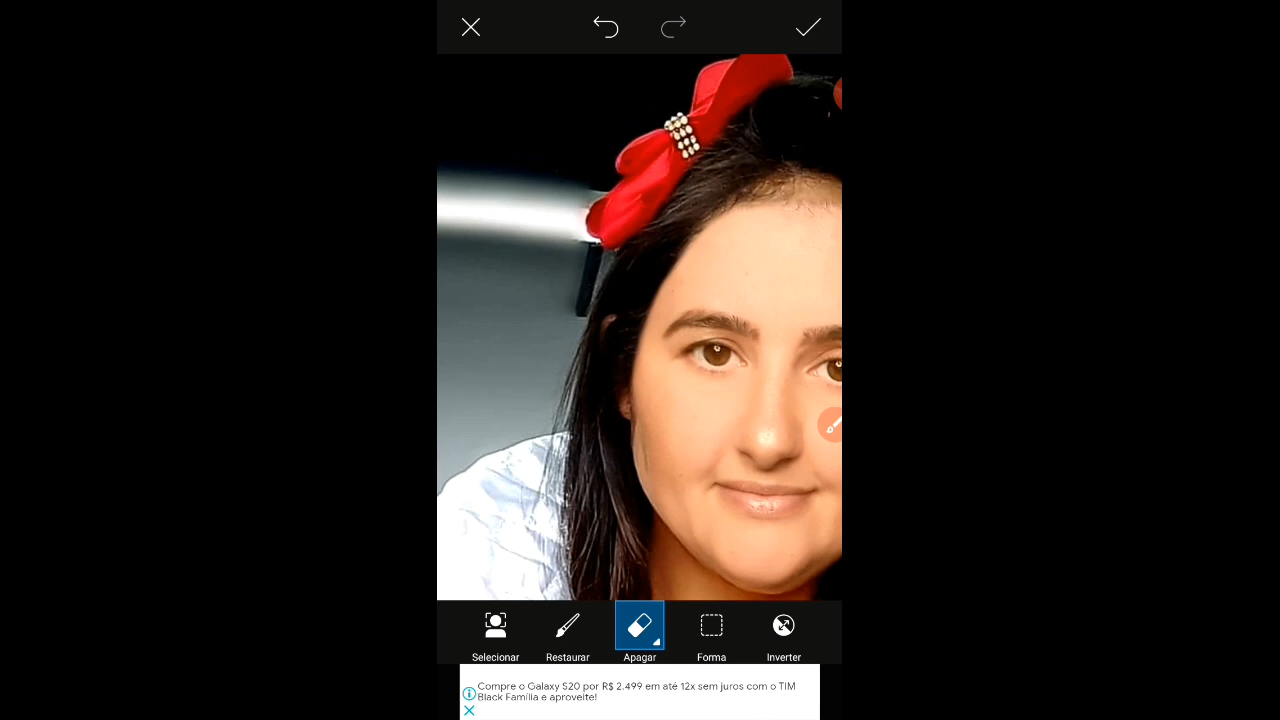 Selecionar
Restaurar
Apagar
Forma
Inverter
Compre o Galaxy S20 por R$ 2.499 em até 12x sem juros com o TIM
Black Família e aproveite!